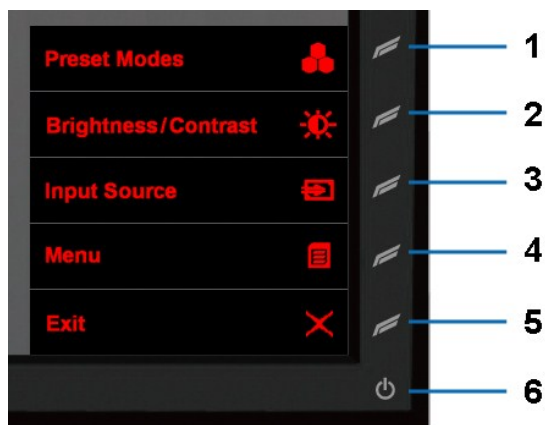 Preset Modes
1
Brightness/Contrast
2
Input Source
3
Menu
4
Exit
5
6